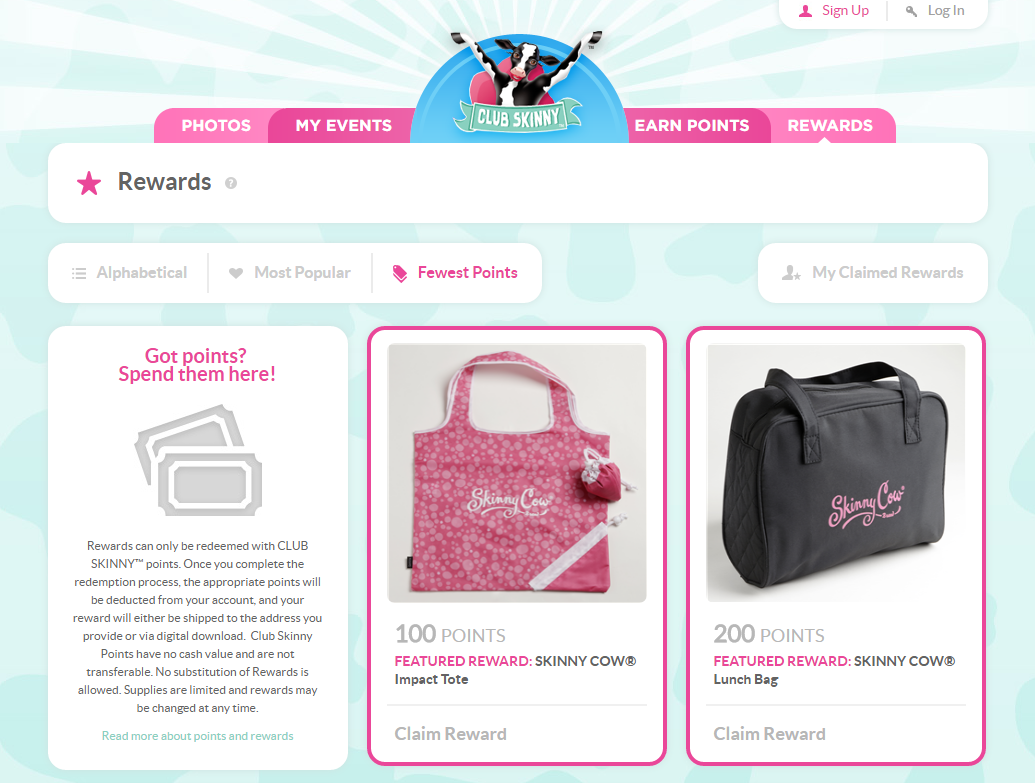 Sign Up
Log In
™
CLUB SKINNY™
PHOTOS
MY EVENTS
EARN POINTS
REWARDS
Rewards ?
Alphabetical
Most Popular
Fewest Points
My Claimed Rewards
Got points?
Spend them here!
Rewards can only be redeemed with CLUB
SKINNY™ points. Once you complete the
redemption process, the appropriate points will
be deducted from your account, and your
reward will either be shipped to the address you
provide or via digital download. Club Skinny
Points have no cash value and are not
transferable. No substitution of Rewards is
allowed. Supplies are limited and rewards may
be changed at any time.
Read more about points and rewards
Skinny Cow®
100 POINTS
FEATURED REWARD: SKINNY COW®
Impact Tote
Claim Reward
Skinny Cow®
Brand
200 POINTS
FEATURED REWARD: SKINNY COW®
Lunch Bag
Claim Reward